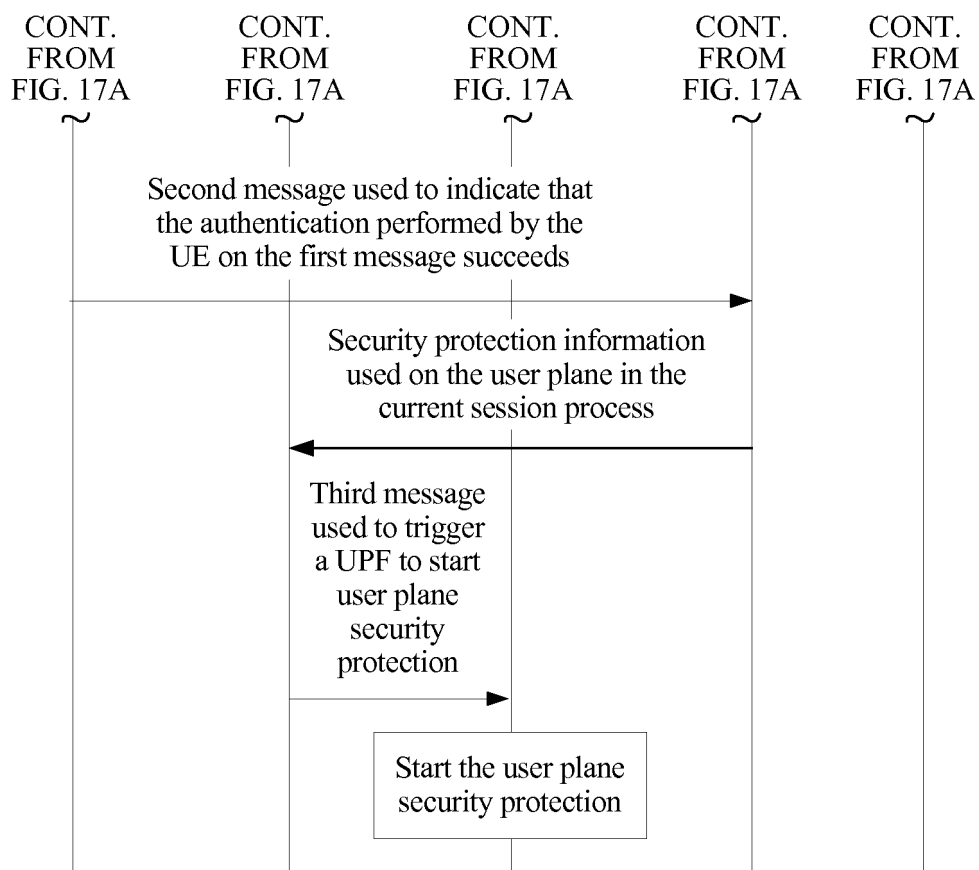 CONT.
FROM
FIG. 17A
CONT.
FROM
FIG. 17A
CONT.
FROM
FIG. 17A
CONT.
FROM
FIG. 17A
CONT.
FROM
FIG. 17A
Second message used to indicate that
the authentication performed by the
UE on the first message succeeds
Security protection information
used on the user plane in the
current session process
Third message
used to trigger
a UPF to start
user plane
security
protection
Start the user plane
security protection